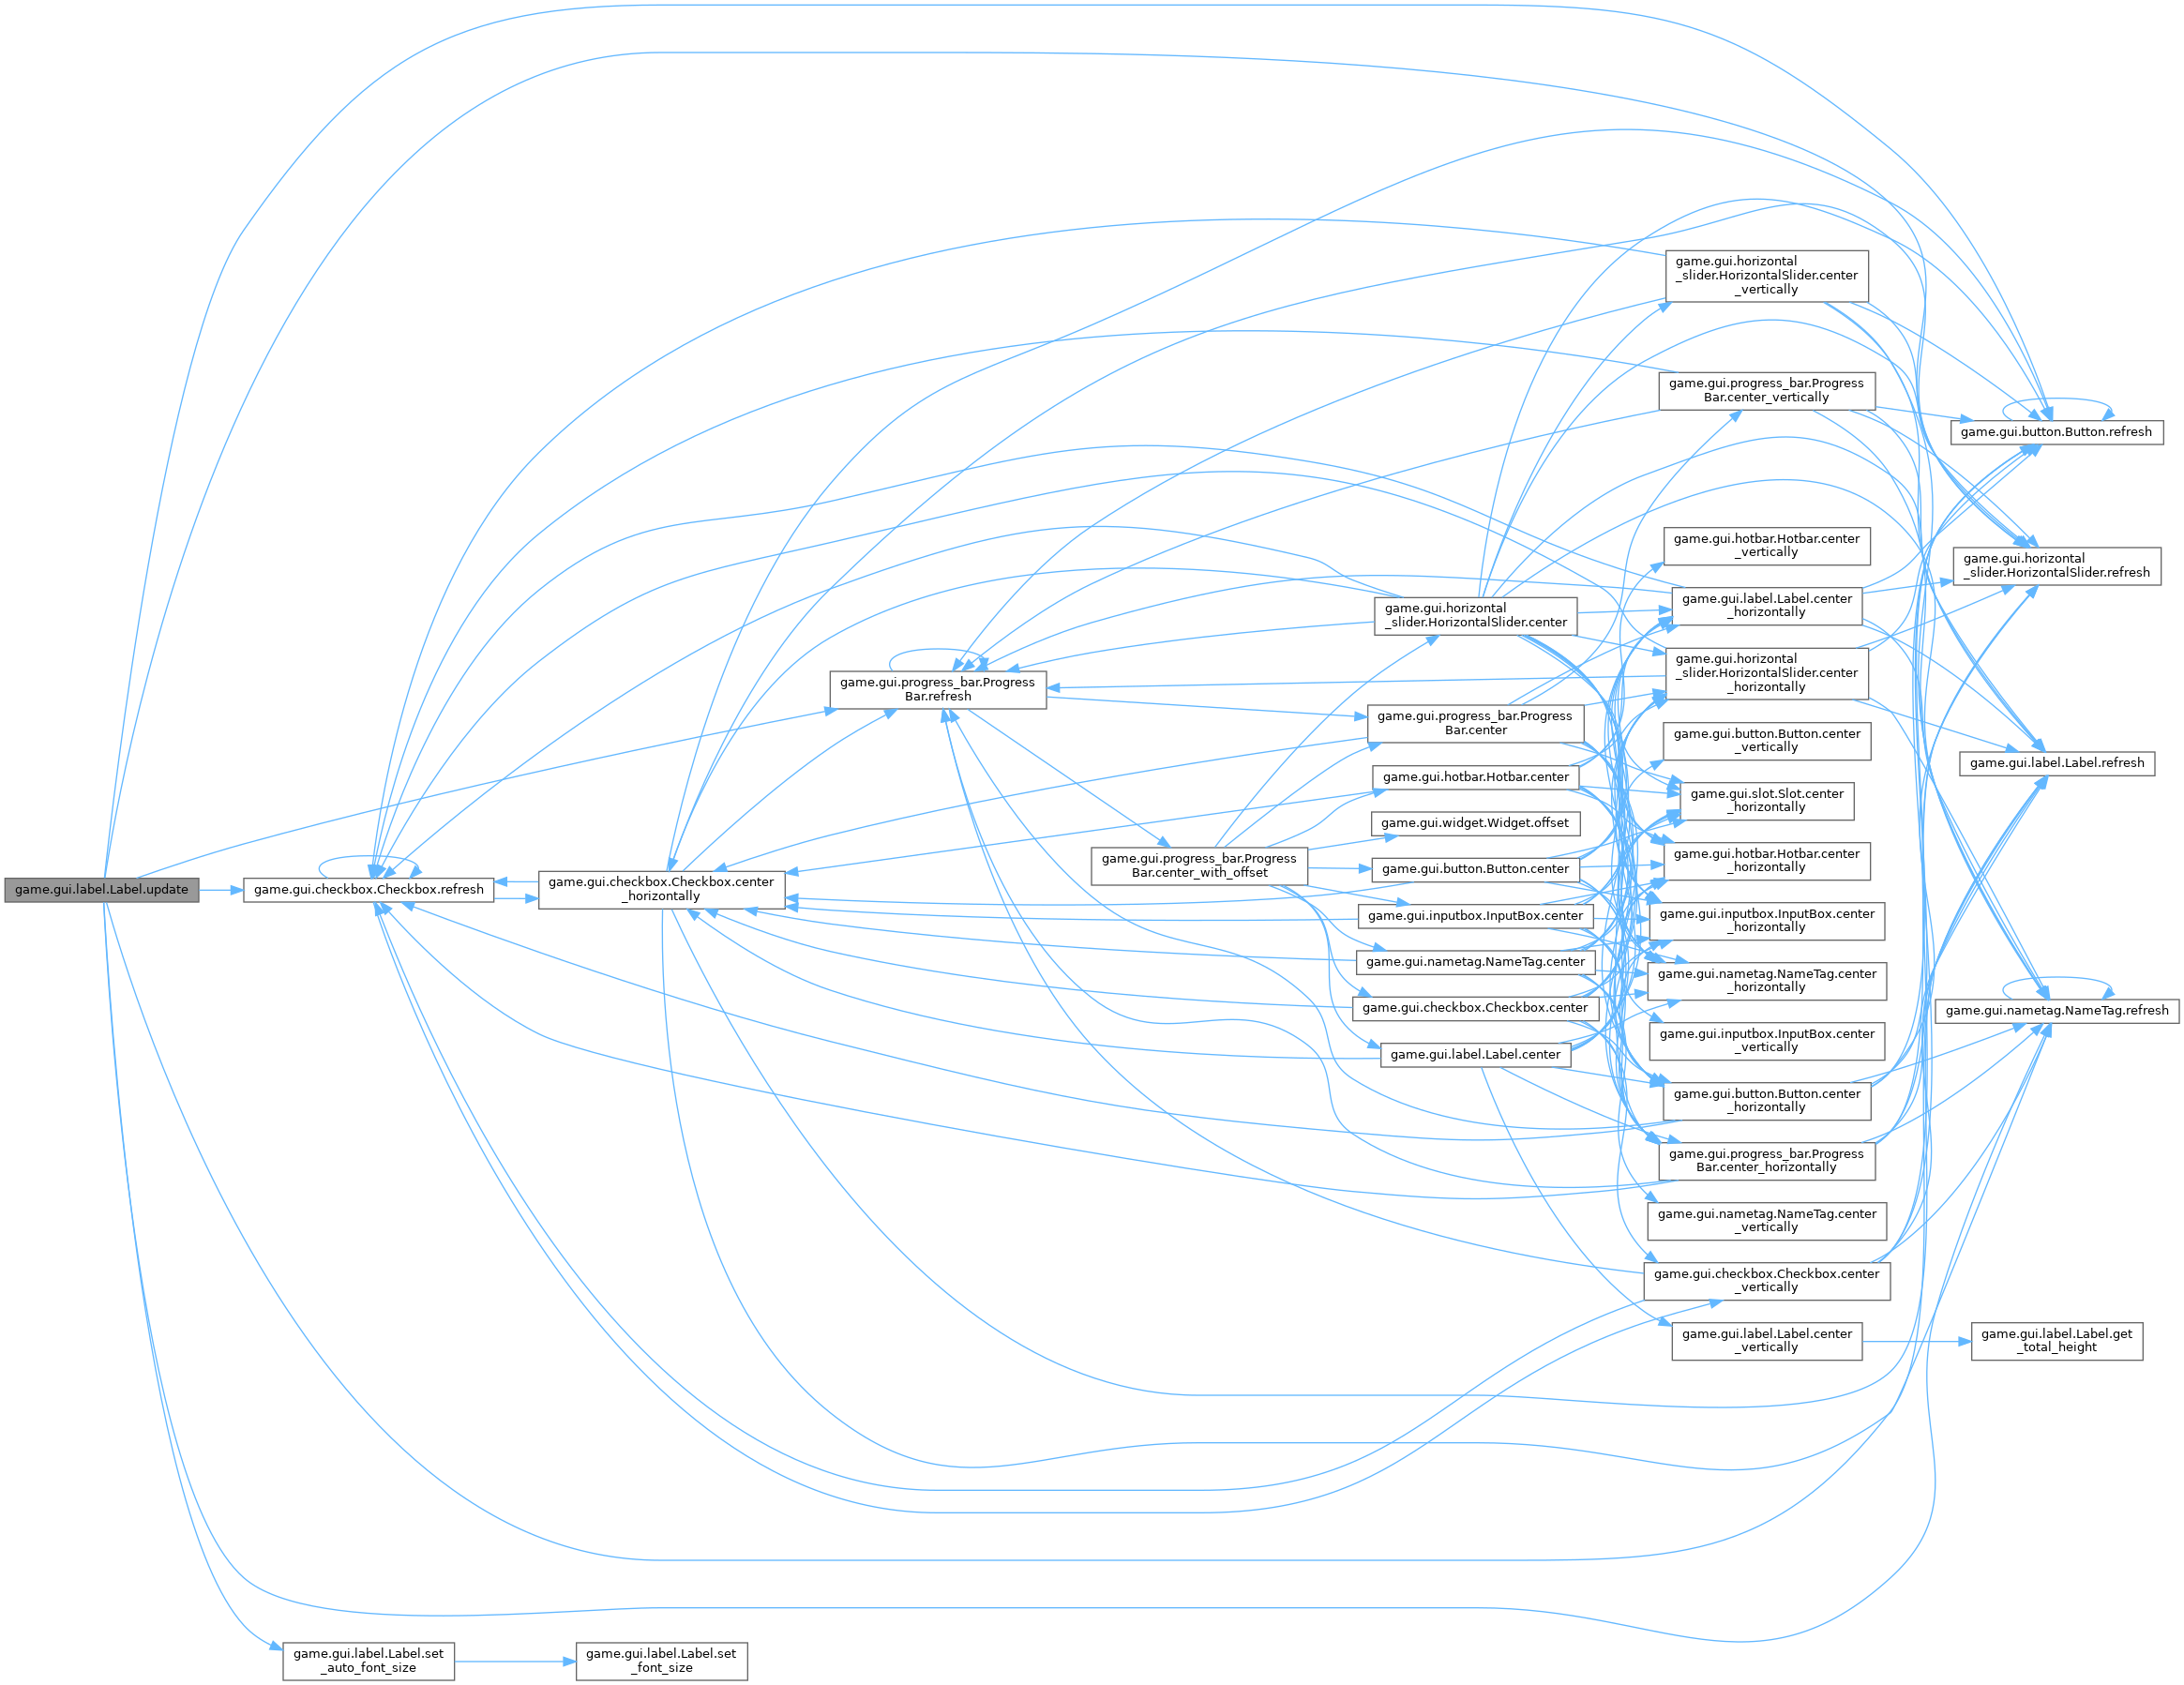 game.gui.label.Label.update
game.gui.checkbox.Checkbox.refresh
game.gui.checkbox.Checkbox.center
_horizontally
game.gui.progress_bar.Progress
Bar.refresh
game.gui.progress_bar.Progress
Bar.center_with_offset
game.gui.horizontal
_slider.HorizontalSlider.center
game.gui.progress_bar.Progress
Bar.center
game.gui.hotbar.Hotbar.center
game.gui.widget.Widget.offset
game.gui.button.Button.center
game.gui.inputbox.InputBox.center
game.gui.nametag.NameTag.center
game.gui.checkbox.Checkbox.center
game.gui.label.Label.center
game.gui.horizontal
_slider.HorizontalSlider.center
_vertically
game.gui.progress_bar.Progress
Bar.center_vertically
game.gui.hotbar.Hotbar.center
_vertically
game.gui.label.Label.center
_horizontally
game.gui.horizontal
_slider.HorizontalSlider.center
_horizontally
game.gui.button.Button.center
_vertically
game.gui.slot.Slot.center
_horizontally
game.gui.hotbar.Hotbar.center
_horizontally
game.gui.inputbox.InputBox.center
_horizontally
game.gui.nametag.NameTag.center
_horizontally
game.gui.inputbox.InputBox.center
_vertically
game.gui.button.Button.center
_horizontally
game.gui.progress_bar.Progress
Bar.center_horizontally
game.gui.nametag.NameTag.center
_vertically
game.gui.checkbox.Checkbox.center
_vertically
game.gui.label.Label.center
_vertically
game.gui.button.Button.refresh
game.gui.horizontal
_slider.HorizontalSlider.refresh
game.gui.label.Label.refresh
game.gui.nametag.NameTag.refresh
game.gui.label.Label.get
_total_height
game.gui.label.Label.set
_auto_font_size
game.gui.label.Label.set
_font_size